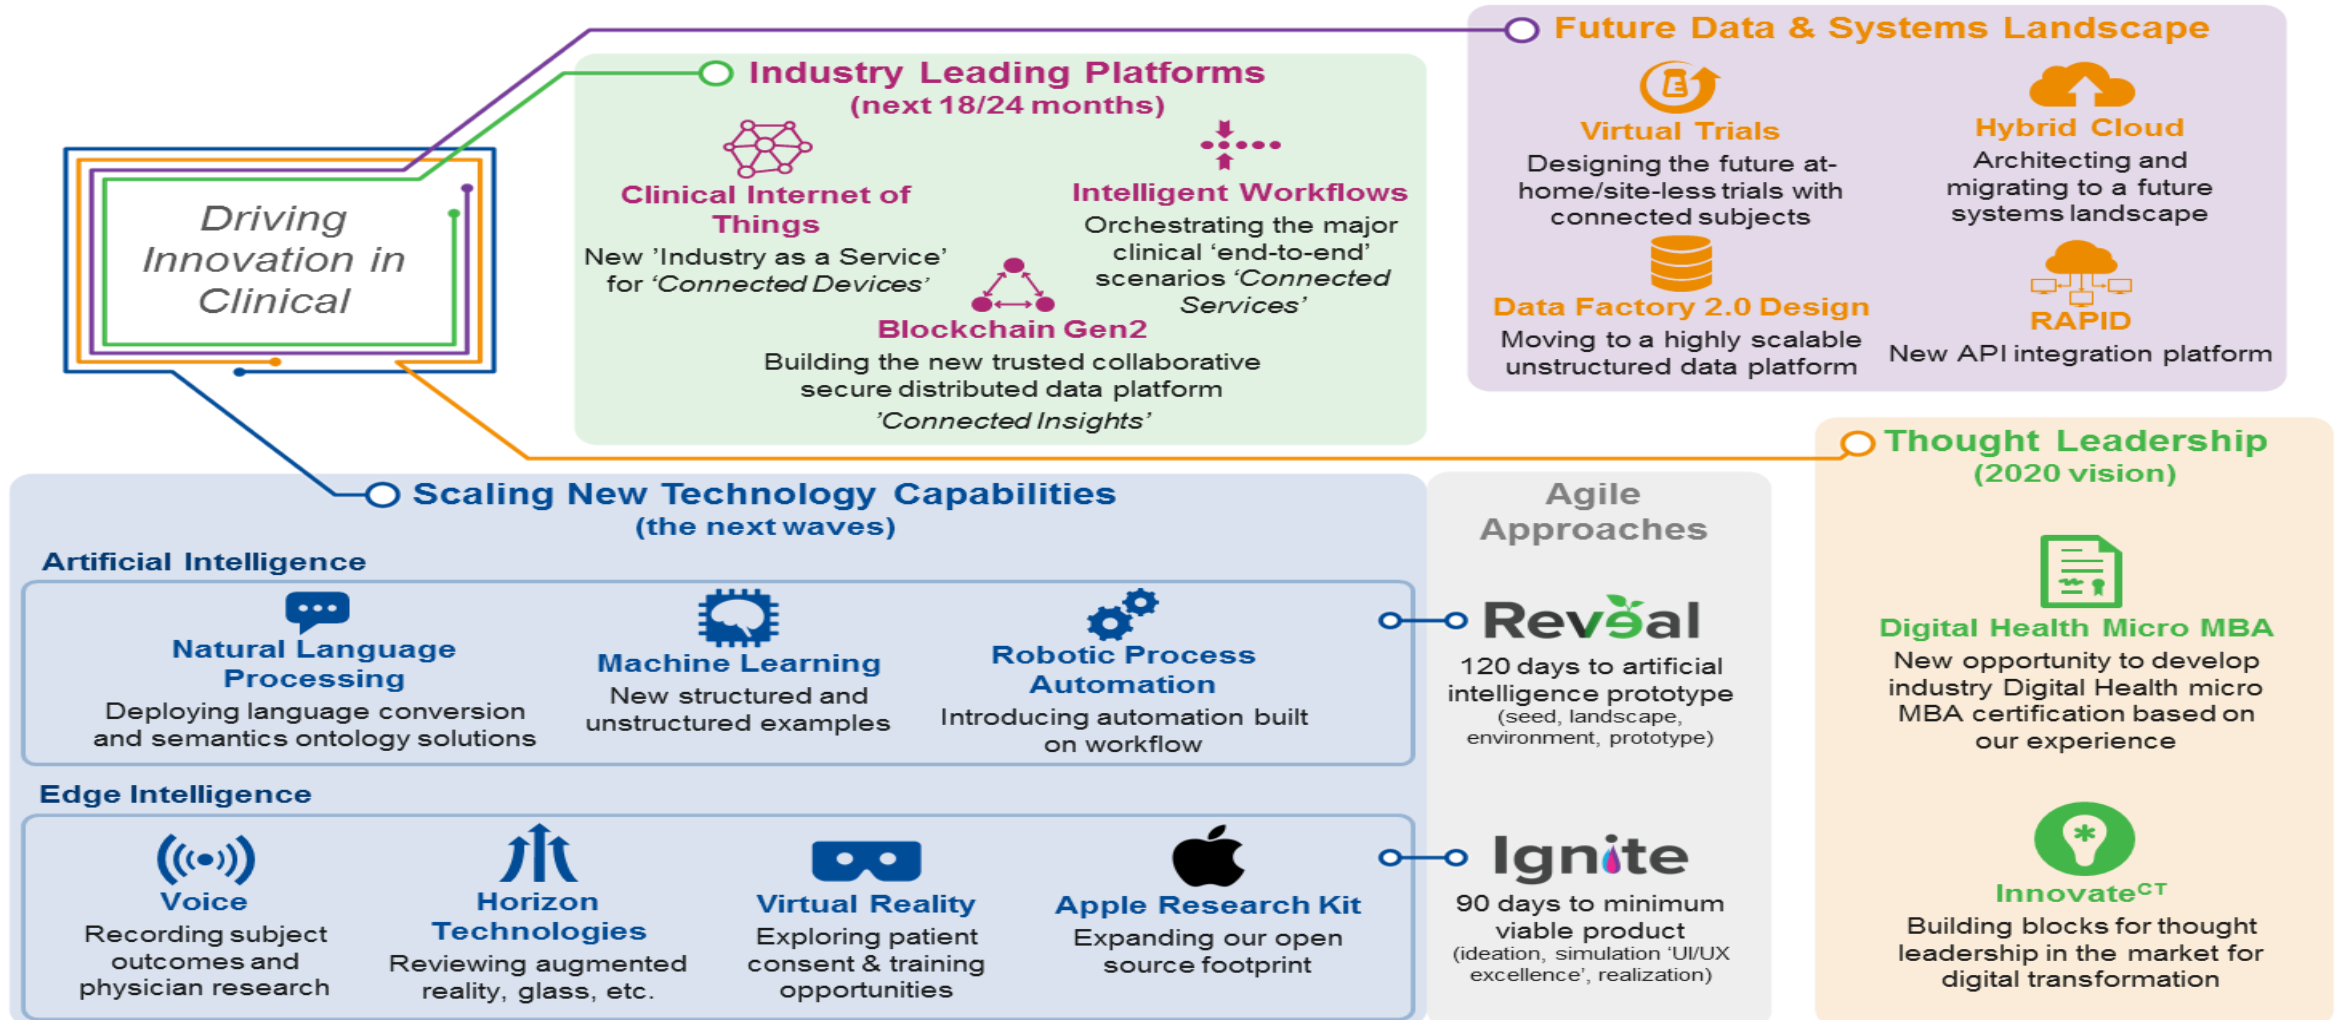 Driving
Innovation in
Clinical
Industry Leading Platforms
(next 18/24 months)
Clinical Internet of
Things
New ’Industry as a Service’
for ‘Connected Devices’
Intelligent Workflows
Orchestrating the major
clinical ‘end-to-end’
scenarios ‘Connected
Services’
Blockchain Gen2
Building the new trusted collaborative
secure distributed data platform
’Connected Insights’
Future Data & Systems Landscape
Virtual Trials
Designing the future at-
home/site-less trials with
connected subjects
Hybrid Cloud
Architecting and
migrating to a future
systems landscape
Data Factory 2.0 Design
Moving to a highly scalable
unstructured data platform
RAPID
New API integration platform
Scaling New Technology Capabilities
(the next waves)
Artificial Intelligence
Natural Language
Processing
Deploying language conversion
and semantics ontology solutions
Machine Learning
New structured and
unstructured examples
Robotic Process
Automation
Introducing automation built
on workflow
Edge Intelligence
Voice
Recording subject
outcomes and
physician research
Horizon
Technologies
Reviewing augmented
reality, glass, etc.
Virtual Reality
Exploring patient
consent & training
opportunities
Apple Research Kit
Expanding our open
source footprint
Agile
Approaches
Reveal
120 days to artificial
intelligence prototype
(seed, landscape,
environment, prototype)
Ignite
90 days to minimum
viable product
(ideation, simulation ‘UI/UX
excellence’, realization)
Thought Leadership
(2020 vision)
Digital Health Micro MBA
New opportunity to develop
industry Digital Health micro
MBA certification based on
our experience
InnovateCT
Building blocks for thought
leadership in the market for
digital transformation